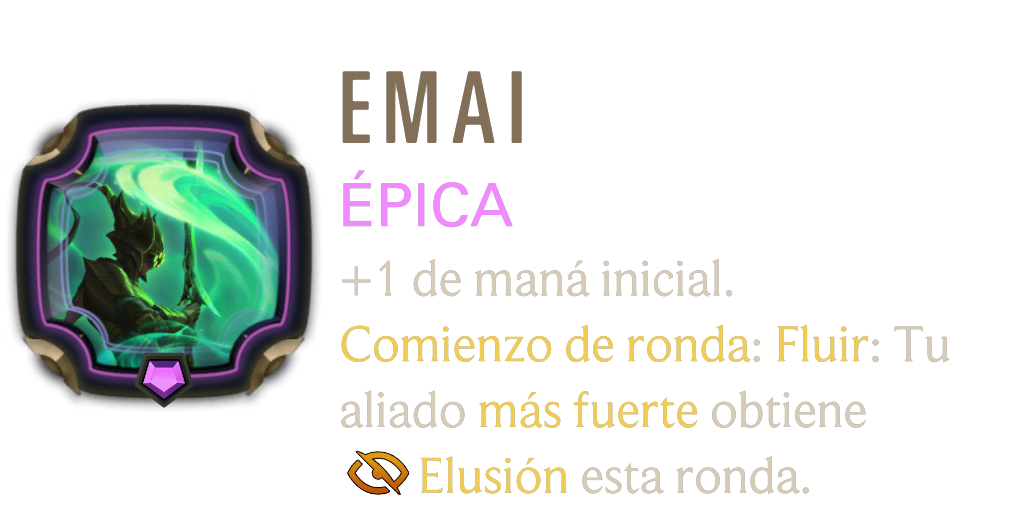 EMAI
ÉPICA
+1 de maná inicial.
Comienzo de ronda: Fluir: Tu
aliado más fuerte obtiene
Elusión esta ronda.